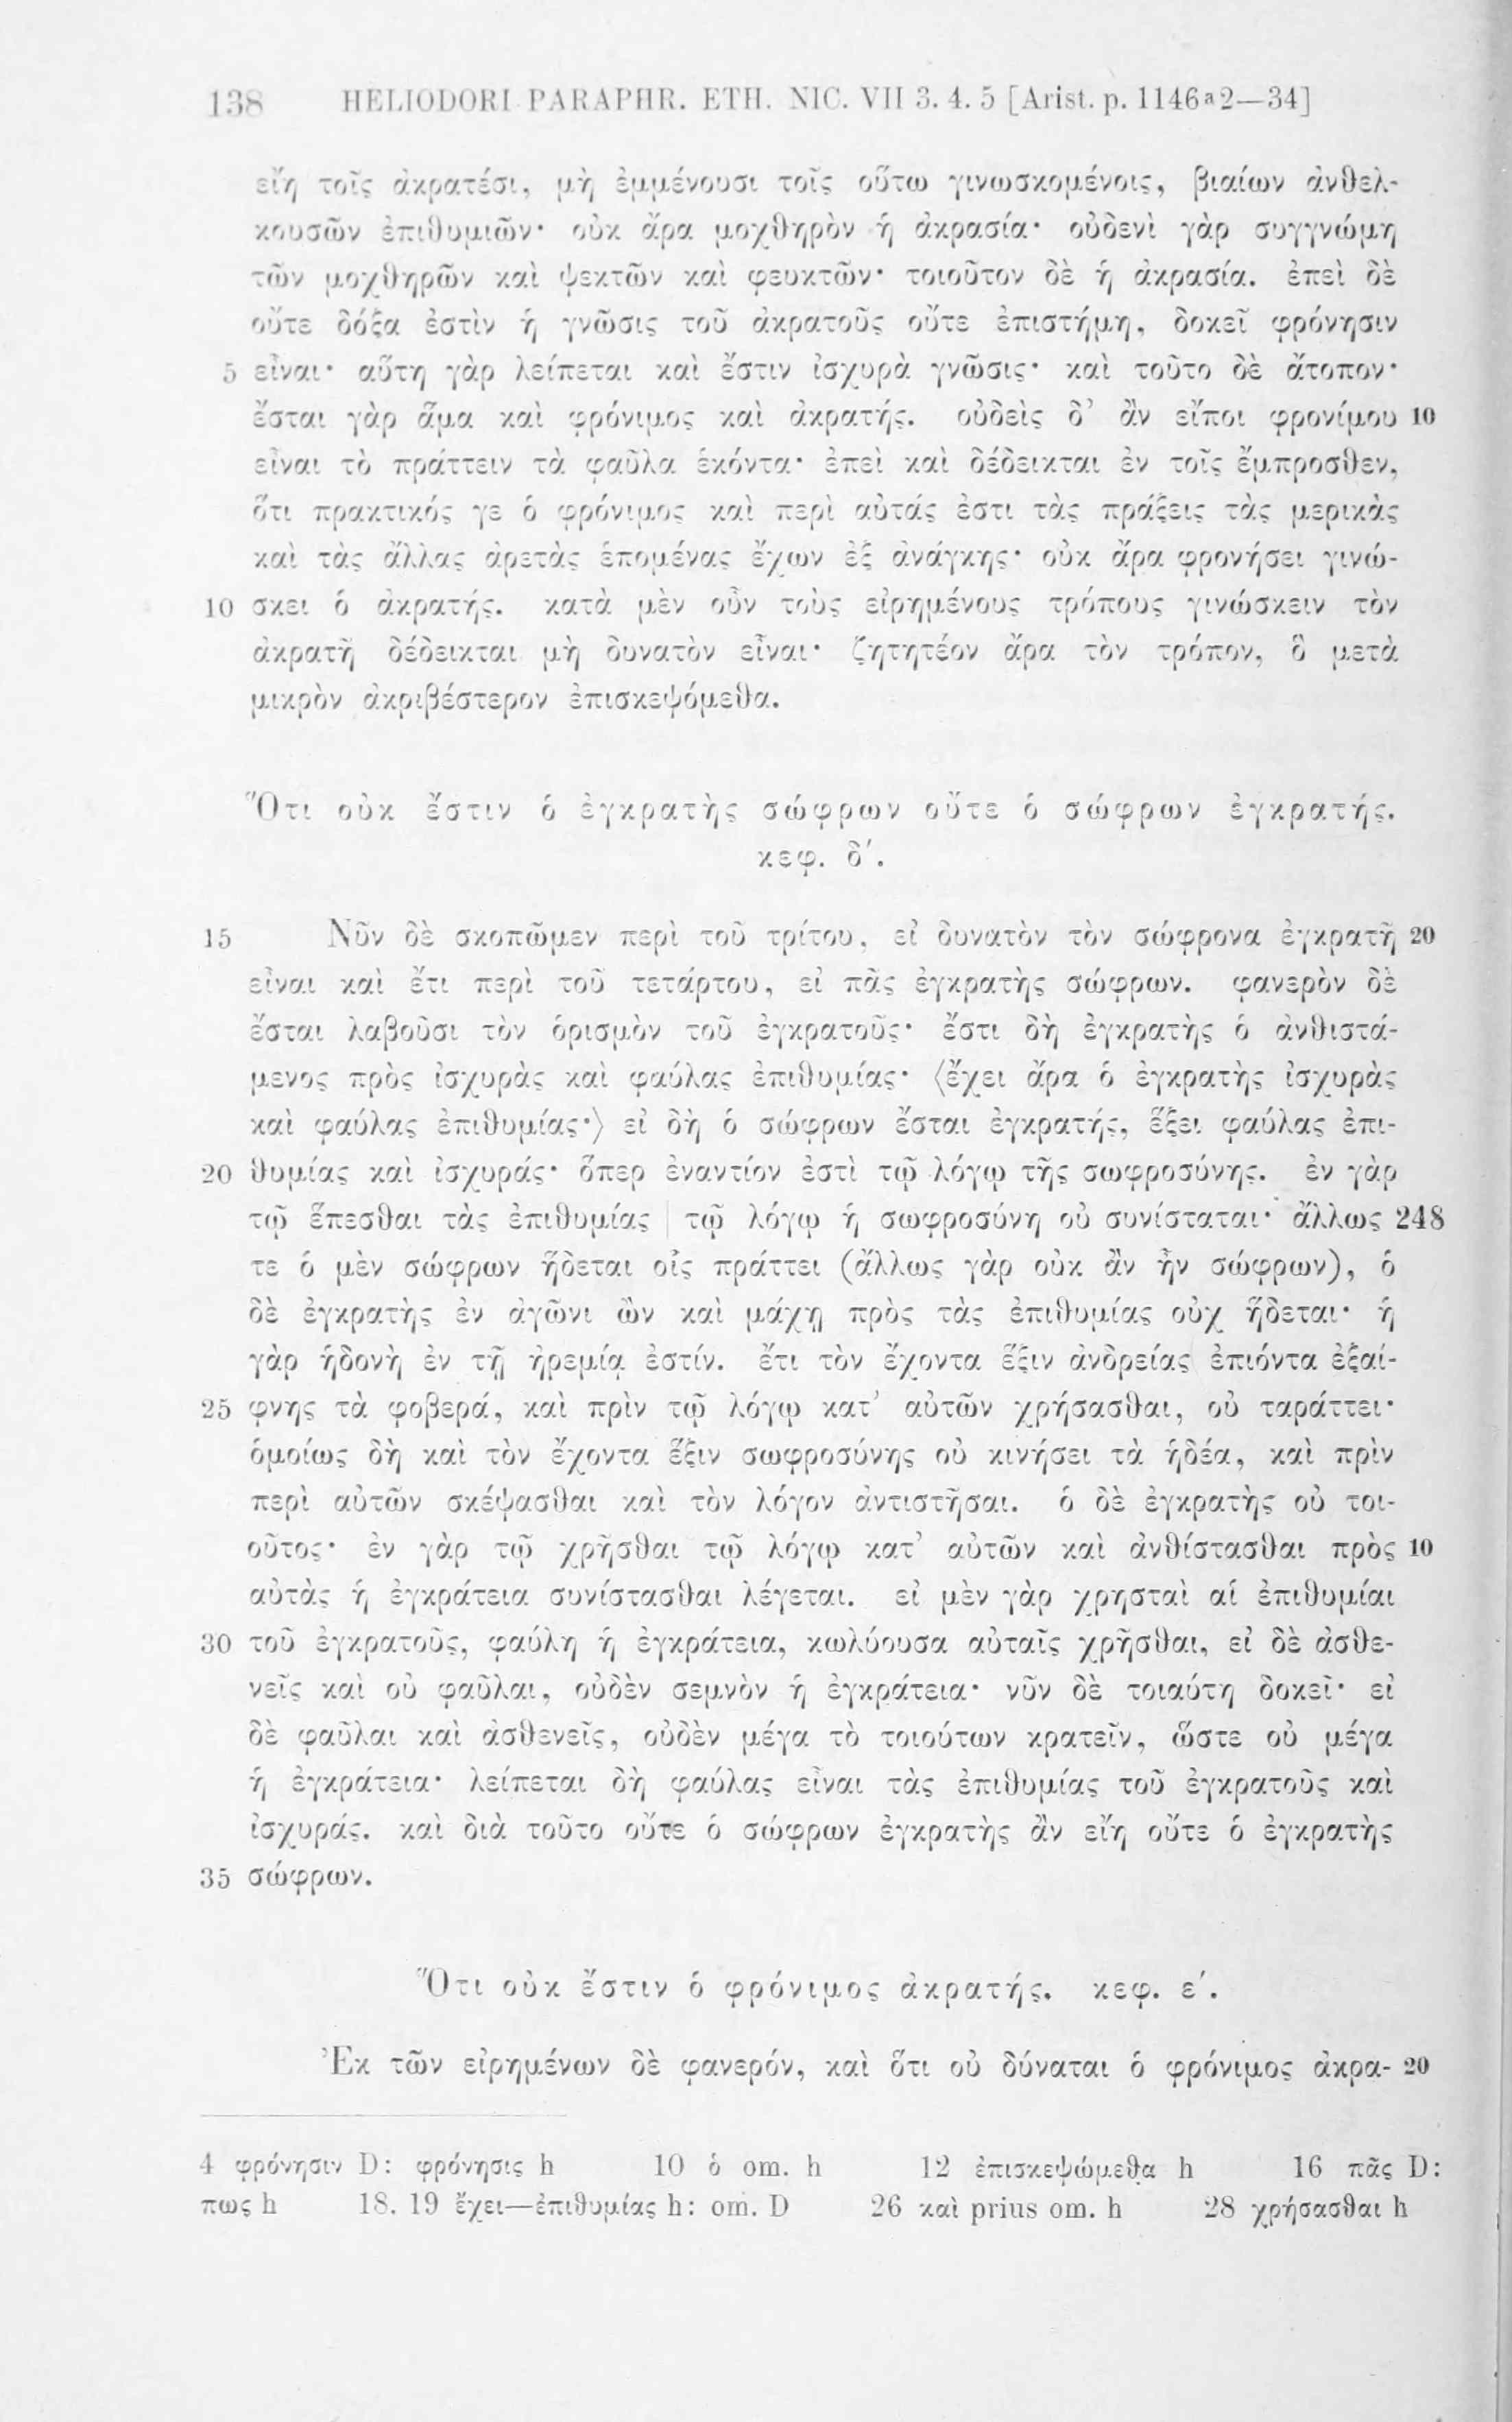 138 HELIODORI PARAPHR. ETH. NIC. VII 3. 4. 5 [Arist. p. 1146ª2—34]
εἴη τοῖς ἀκρατέσι, μὴ ἐμμένουσι τοῖς οὕτω γινωσκομένοις, βιαίων ἀνθελ-
κουσῶν ἐπιθυμιῶν· οὐκ ἄρα μοχθηρὸν ἡ ἀκρασία· οὐδενὶ γὰρ συγγνώμη
τῶν μοχθηρῶν καὶ ψεκτῶν καὶ φευκτῶν· τοιοῦτον δὲ ἡ ἀκρασία. ἐπεὶ δὲ
οὔτε δόξα ἐστὶν ἡ γνῶσις τοῦ ἀκρατοῦς οὔτε ἐπιστήμη, δοκεῖ φρόνησιν
5 εἶναι· αὕτη γὰρ λείπεται καὶ ἔστιν ἰσχυρὰ γνῶσις· καὶ τοῦτο δὲ ἄτοπον·
ἔσται γὰρ ἅμα καὶ φρόνιμος καὶ ἀκρατής. οὐδεὶς δ’ ἂν εἴποι φρονίμου 10
εἶναι τὸ πράττειν τὰ φαῦλα ἑκόντα· ἐπεὶ καὶ δέδεικται ἐν τοῖς ἔμπροσθεν,
ὅτι πρακτικός γε ὁ φρόνιμος καὶ περὶ αὐτάς ἐστι τὰς πράξεις τὰς μερικὰς
καὶ τὰς ἄλλας ἀρετὰς ἑπομένας ἔχων ἐξ ἀνάγκης· οὐκ ἄρα φρονήσει γινώ-
10 σκει ὁ ἀκρατής. κατὰ μὲν οὖν τοὺς εἰρημένους τρόπους γινώσκειν τὸν
ἀκρατῆ δέδεικται μὴ δυνατὸν εἶναι· ζητητέον ἄρα τὸν τρόπον, ὃ μετὰ
μικρὸν ἀκριβέστερον ἐπισκεψόμεθα.
Ὅτι οὐκ ἔστιν ὁ ἐγκρατὴς σώφρων οὔτε ὁ σώφρων ἐγκρατής.
κεφ. δ΄.
15 Νῦν δὲ σκοπῶμεν περὶ τοῦ τρίτου, εἰ δυνατὸν τὸν σώφρονα ἐγκρατῆ 20
εἶναι καὶ ἔτι περὶ τοῦ τετάρτου, εἰ πᾶς ἐγκρατὴς σώφρων. φανερὸν δὲ
ἔσται λαβοῦσι τὸν ὁρισμὸν τοῦ ἐγκρατοῦς· ἔστι δὴ ἐγκρατὴς ὁ ἀνθιστά-
μενος πρὸς ἰσχυρὰς καὶ φαύλας ἐπιθυμίας· ⟨ἔχει ἄρα ὁ ἐγκρατὴς ἰσχυρὰς
καὶ φαύλας ἐπιθυμίας·⟩ εἰ δὴ ὁ σώφρων ἔσται ἐγκρατής, ἕξει φαύλας ἐπι-
20 θυμίας καὶ ἰσχυράς· ὅπερ ἐναντίον ἐστὶ τῷ λόγῳ τῆς σωφροσύνης. ἐν γὰρ
τῷ ἕπεσθαι τὰς ἐπιθυμίας | τῷ λόγῳ ἡ σωφροσύνη οὐ συνίσταται· ἄλλως 248
τε ὁ μὲν σώφρων ἥδεται οἷς πράττει (ἄλλως γὰρ οὐκ ἂν ἦν σώφρων), ὁ
δὲ ἐγκρατὴς ἐν ἀγῶνι ὢν καὶ μάχῃ πρὸς τὰς ἐπιθυμίας οὐχ ἥδεται· ἡ
γὰρ ἡδονὴ ἐν τῇ ἠρεμίᾳ ἐστίν. ἔτι τὸν ἔχοντα ἕξιν ἀνδρείας ἐπιόντα ἐξαί-
25 φνης τὰ φοβερά, καὶ πρὶν τῷ λόγῳ κατ’ αὐτῶν χρήσασθαι, οὐ ταράττει·
ὁμοίως δὴ καὶ τὸν ἔχοντα ἕξιν σωφροσύνης οὐ κινήσει τὰ ἡδέα, καὶ πρὶν
περὶ αὐτῶν σκέψασθαι καὶ τὸν λόγον ἀντιστῆσαι. ὁ δὲ ἐγκρατὴς οὐ τοι-
οῦτος· ἐν γὰρ τῷ χρῆσθαι τῷ λόγῳ κατ’ αὐτῶν καὶ ἀνθίστασθαι πρὸς 10
αὐτὰς ἡ ἐγκράτεια συνίστασθαι λέγεται. εἰ μὲν γὰρ χρησταὶ αἱ ἐπιθυμίαι
30 τοῦ ἐγκρατοῦς, φαύλη ἡ ἐγκράτεια, κωλύουσα αὐταῖς χρῆσθαι, εἰ δὲ ἀσθε-
νεῖς καὶ οὐ φαῦλαι, οὐδὲν σεμνὸν ἡ ἐγκράτεια· νῦν δὲ τοιαύτη δοκεῖ· εἰ
δὲ φαῦλαι καὶ ἀσθενεῖς, οὐδὲν μέγα τὸ τοιούτων κρατεῖν, ὥστε οὐ μέγα
ἡ ἐγκράτεια· λείπεται δὴ φαύλας εἶναι τὰς ἐπιθυμίας τοῦ ἐγκρατοῦς καὶ
ἰσχυράς. καὶ διὰ τοῦτο οὔτε ὁ σώφρων ἐγκρατὴς ἂν εἴη οὔτε ὁ ἐγκρατὴς
35 σώφρων.
Ὅτι οὐκ ἔστιν ὁ φρόνιμος ἀκρατής. κεφ. ε΄.
Ἐκ τῶν εἰρημένων δὲ φανερόν, καὶ ὅτι οὐ δύναται ὁ φρόνιμος ἀκρα- 20
4 φρόνησιν D: φρόνησις h 10 ὁ om. h 12 ἐπισκεψώμεθα h 16 πᾶς D:
πως h 18. 19 ἔχει—ἐπιθυμίας h: om. D 26 καὶ prius om. h 28 χρήσασθαι h